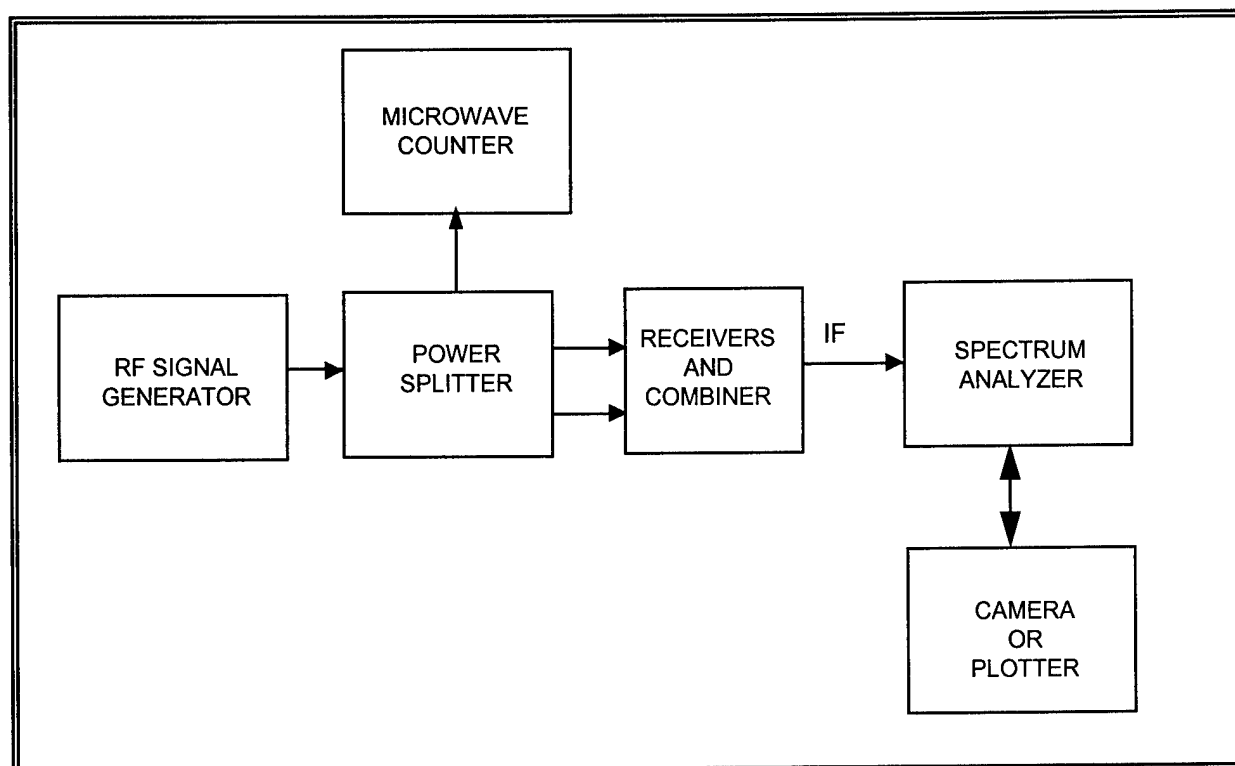 MICROWAVE
COUNTER
RF SIGNAL
GENERATOR
POWER
SPLITTER
RECEIVERS
AND
COMBINER
IF
SPECTRUM
ANALYZER
CAMERA
OR
PLOTTER